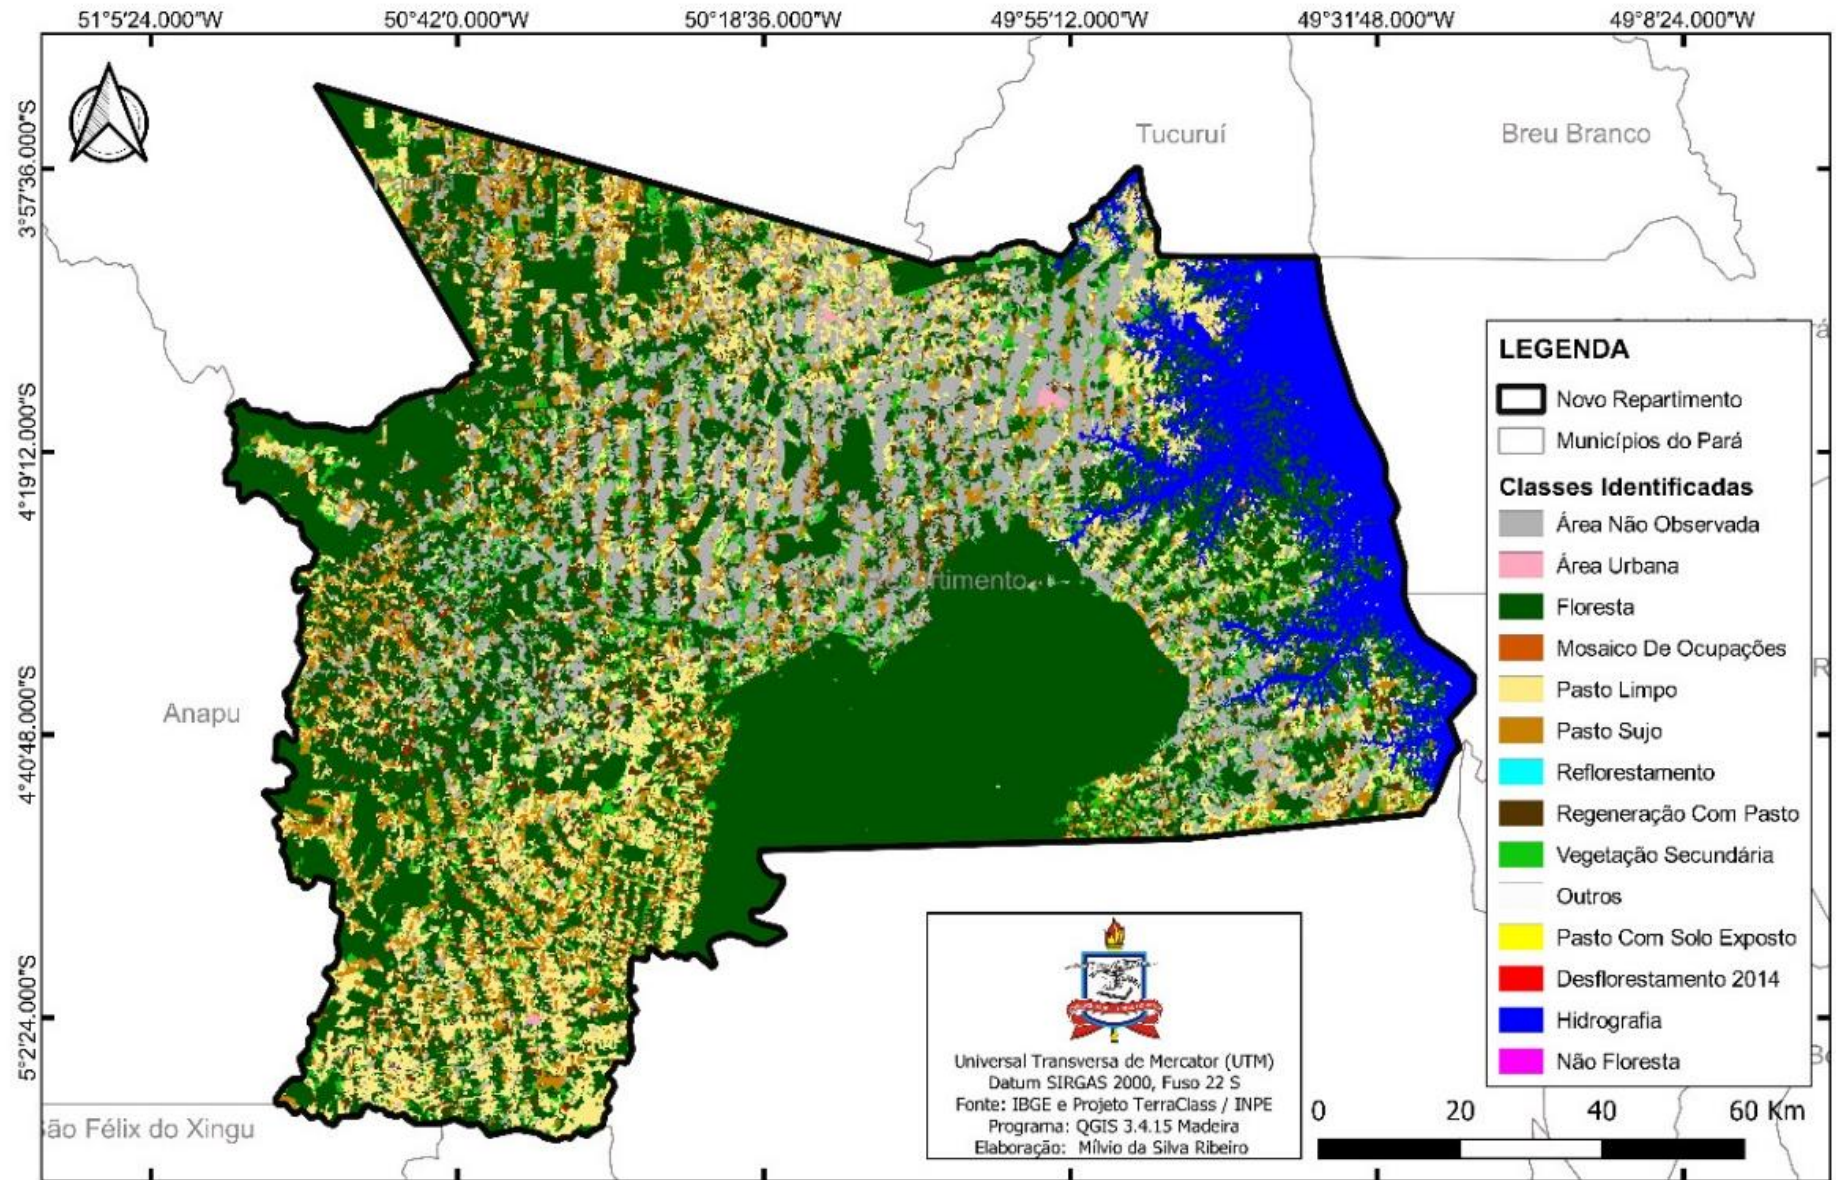 51°5'24.000"W 50°42'0.000"W 50°18'36.000"W 49°55'12.000"W 49°31'48.000"W 49°8'24.000"W
3°57'36.000"S
4°19'12.000"S
4°40'48.000"S
5°2'24.000"S
Tucuruí
Breu Branco
Anapu
São Félix do Xingu
LEGENDA
Novo Repartimento
Municípios do Pará
Classes Identificadas
Área Não Observada
Área Urbana
Floresta
Mosaico De Ocupações
Pasto Limpo
Pasto Sujo
Reflorestamento
Regeneração Com Pasto
Vegetação Secundária
Outros
Pasto Com Solo Exposto
Desflorestamento 2014
Hidrografia
Não Floresta
Universal Transversa de Mercator (UTM)
Datum SIRGAS 2000, Fuso 22 S
Fonte: IBGE e Projeto TerraClass / INPE
Programa: QGIS 3.4.15 Madeira
Elaboração: Mílvio da Silva Ribeiro
0 20 40 60 Km